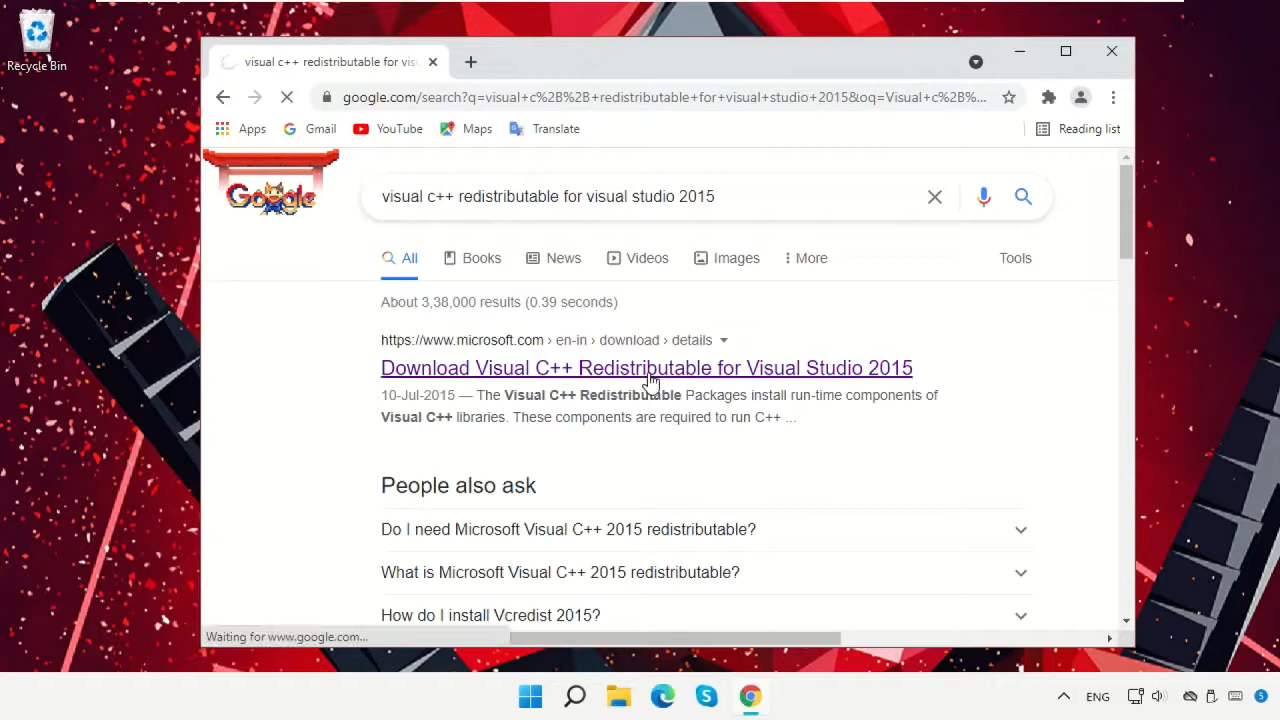 Recycle Bin
visual c++ redistributable for vis
google.com/search?q=visual+c%2B%2B+redistributable+for+visual+studio+2015&oq=Visual+c%2B%...
Apps Gmail YouTube Maps Translate Reading list
Google
visual c++ redistributable for visual studio 2015
All Books News Videos Images More Tools
About 3,38,000 results (0.39 seconds)
https://www.microsoft.com › en-in › download › details
Download Visual C++ Redistributable for Visual Studio 2015
10-Jul-2015 — The Visual C++ Redistributable Packages install run-time components of
Visual C++ libraries. These components are required to run C++ ...
People also ask
Do I need Microsoft Visual C++ 2015 redistributable?
What is Microsoft Visual C++ 2015 redistributable?
How do I install Vcredist 2015?
Waiting for www.google.com...
ENG 5